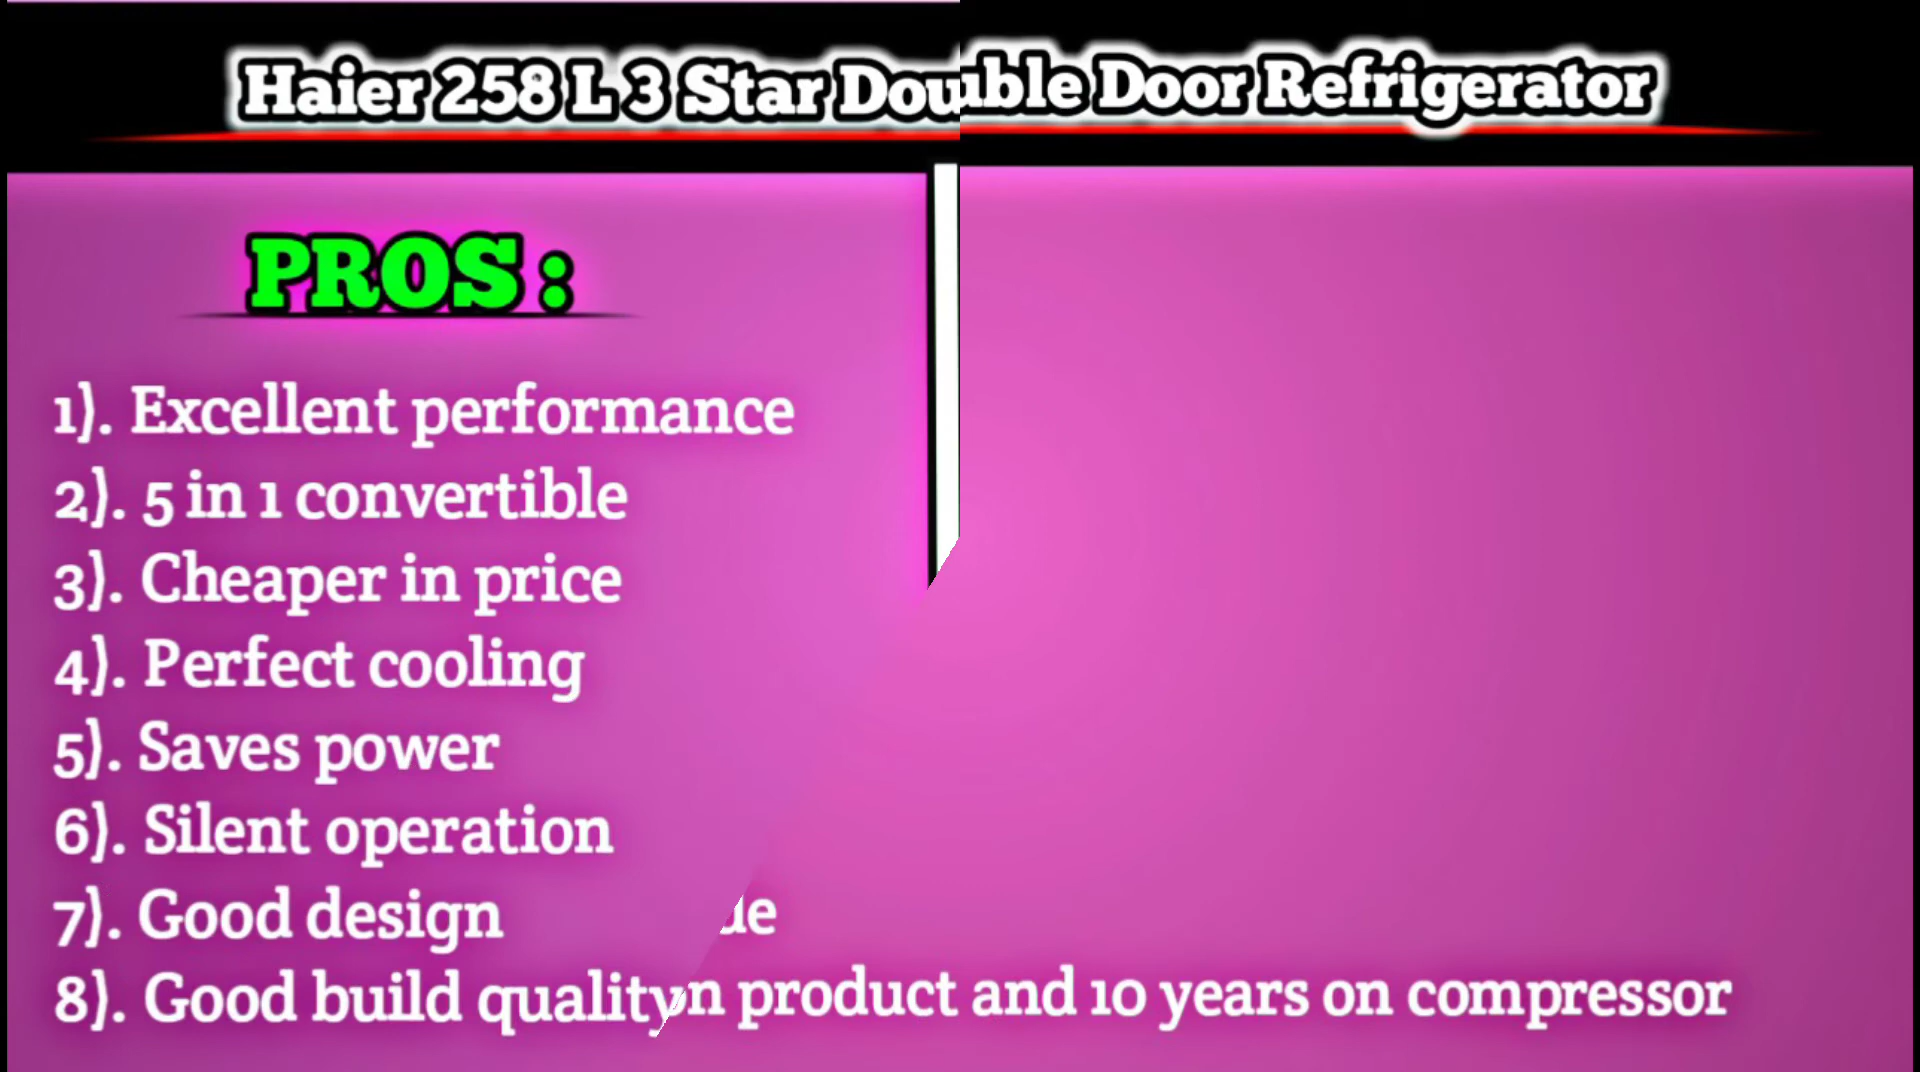 Haier 258 L 3 Star Double Door Refrigerator
PROS :
1). Excellent performance
2). 5 in 1 convertible
3). Cheaper in price
4). Perfect cooling
5). Saves power
6). Silent operation
7). Good design
8). Good build quality product and 10 years on compressor